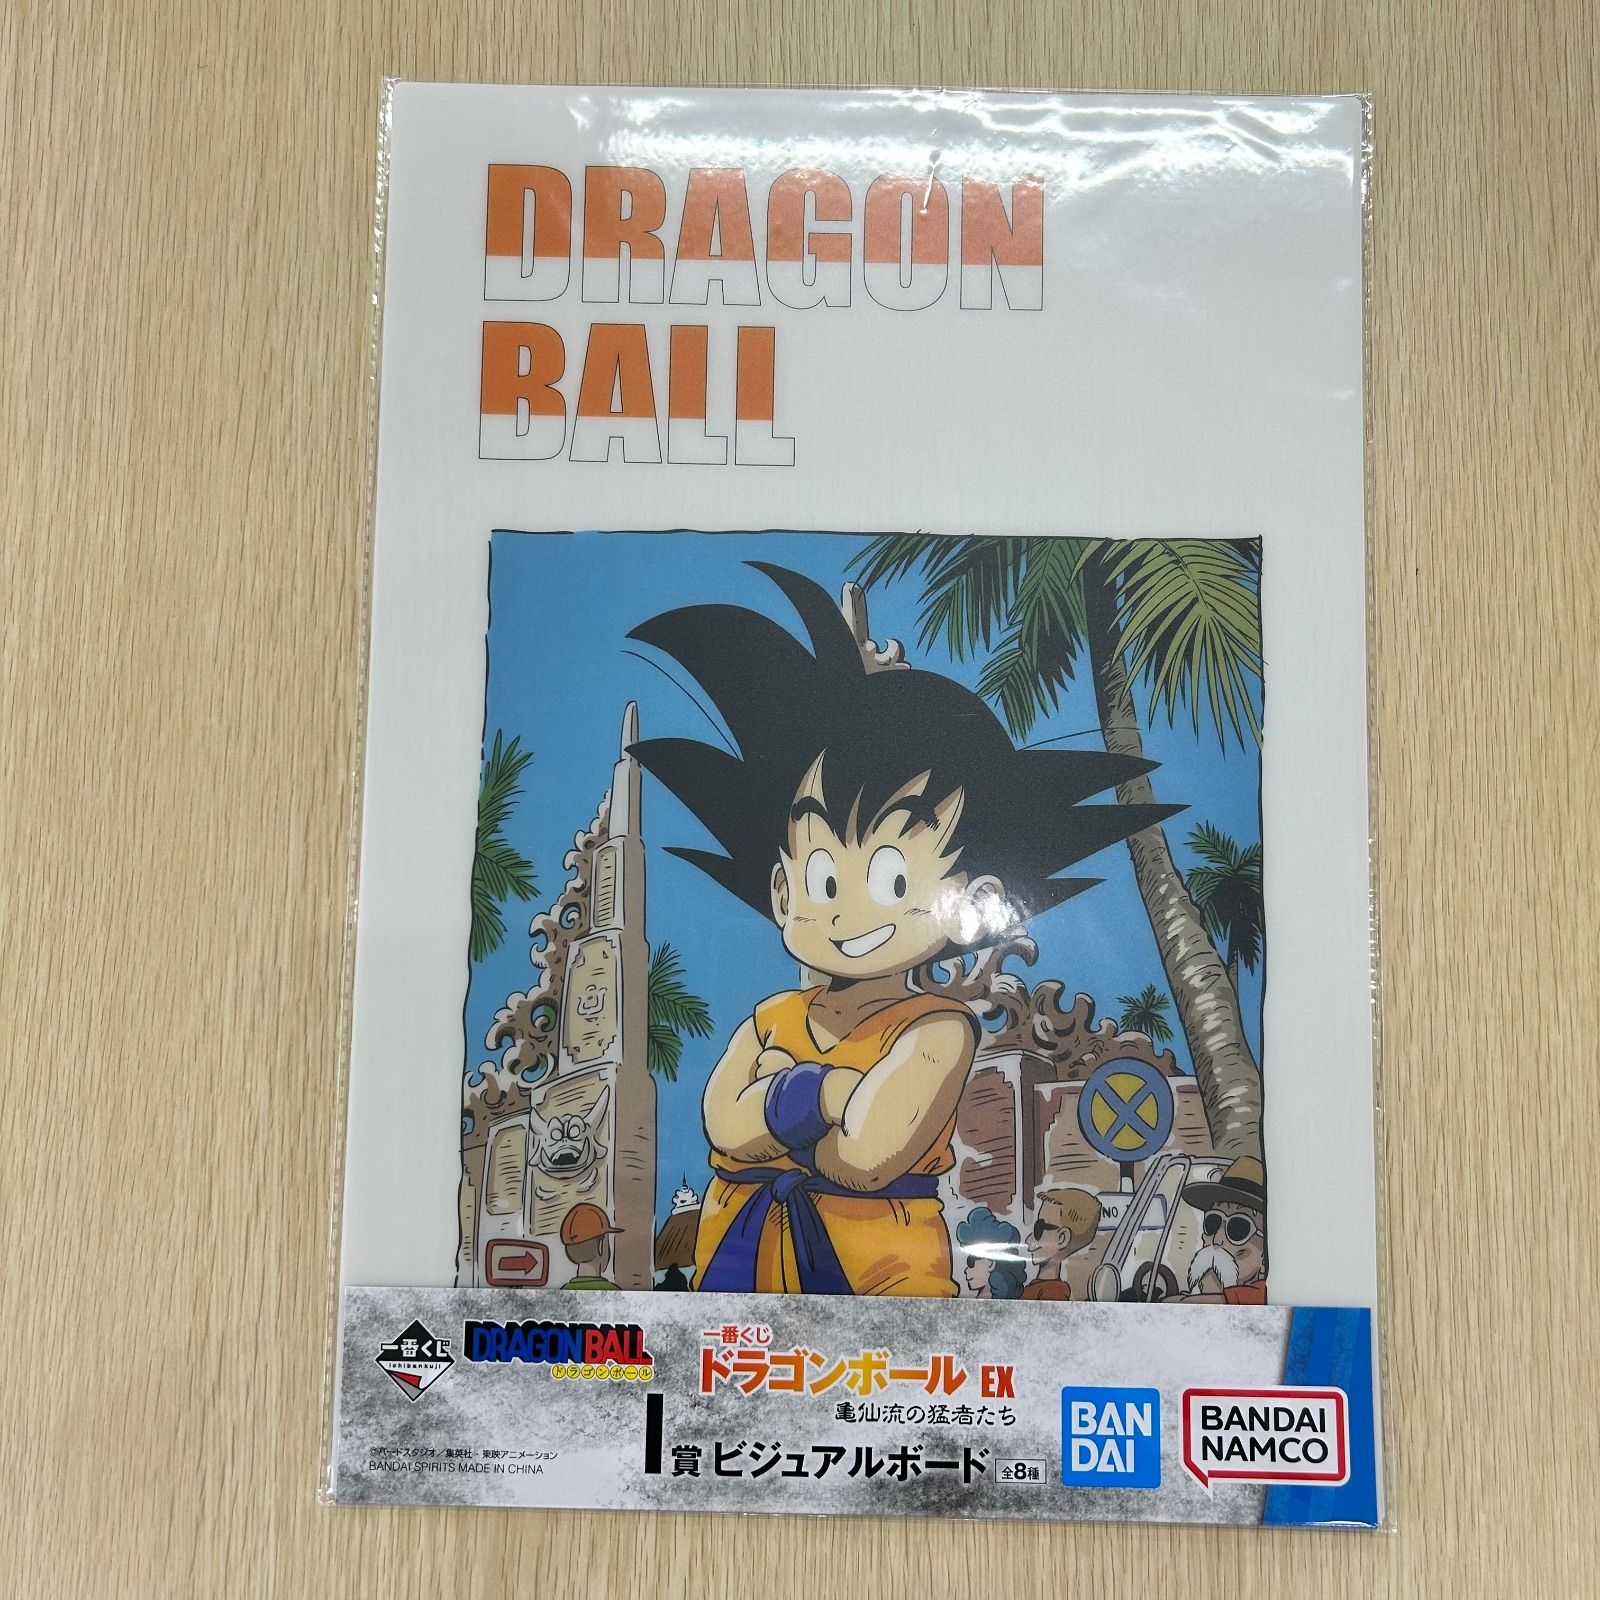 DRAGON
BALL
NO
一番くじ
ichibankuji
DRAGONBALL
ドラゴンボール
一番くじ
ドラゴンボール EX
亀仙流の猛者たち
I賞 ビジュアルボード 全8種
©バードスタジオ／集英社・東映アニメーション
BANDAI SPIRITS MADE IN CHINA
BAN
DAI
BANDAI
NAMCO